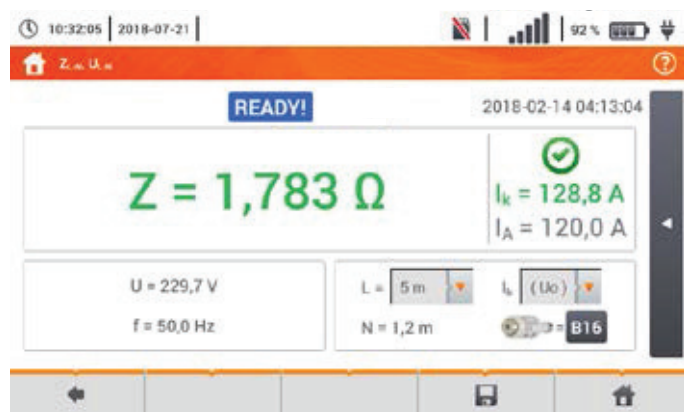 10:32:05 2018-07-21 92 %
READY! 2018-02-14 04:13:04
Z = 1,783 Ω
Ik = 128,8 A
IA = 120,0 A
U = 229,7 V
f = 50,0 Hz
L = 5 m Ik (Uo)
N = 1,2 m = B16